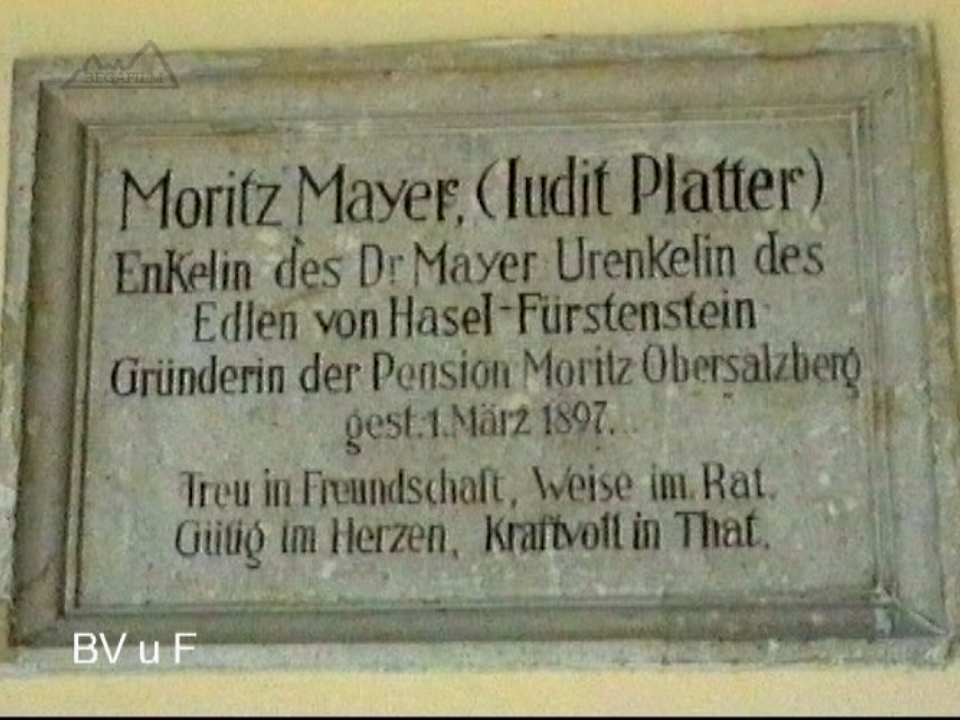 BEGAFILM
Moritz Mayer, (Iudit Platter)
Enkelin des Dr Mayer Urenkelin des
Edlen von Hasel-Fürstenstein
Gründerin der Pension Moritz Obersalzberg
gest. 1. März 1897.
Treu in Freundschaft, Weise im Rat.
Gütig im Herzen, Kraftvoll in That.
BV u F